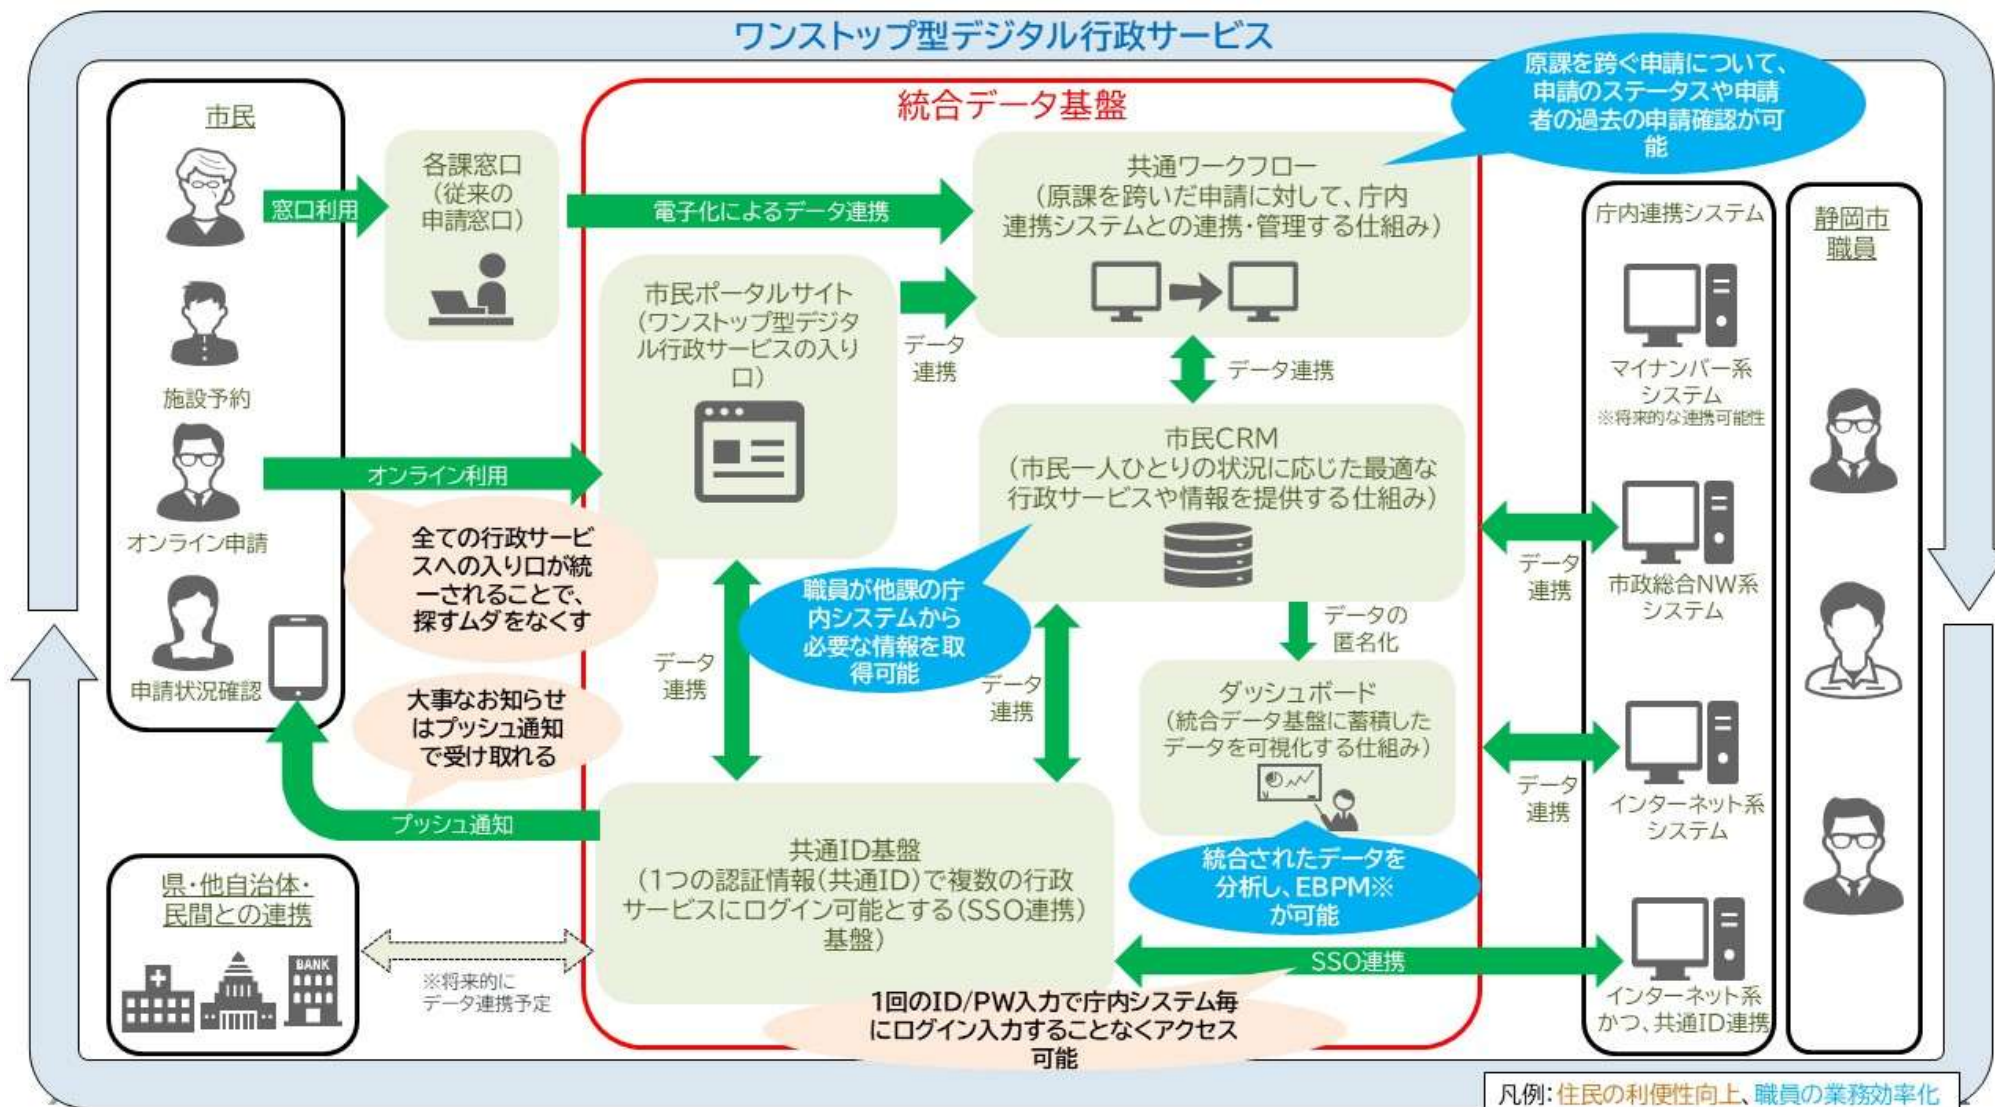 ワンストップ型デジタル行政サービス
市民
窓口利用
施設予約
オンライン申請
申請状況確認
各課窓口
(従来の
申請窓口)
統合データ基盤
電子化によるデータ連携
共通ワークフロー
(原課を跨いだ申請に対して、庁内
連携システムとの連携・管理する仕組み)
原課を跨ぐ申請について、
申請のステータスや申請
者の過去の申請確認が可
能
市民ポータルサイト
(ワンストップ型デジタ
ル行政サービスの入り
口)
データ
連携
データ連携
オンライン利用
全ての行政サービ
スへの入り口が統
一されることで、
探すムダをなくす
市民CRM
(市民一人ひとりの状況に応じた最適な
行政サービスや情報を提供する仕組み)
職員が他課の庁
内システムから
必要な情報を取
得可能
データ
連携
データ
連携
データの
匿名化
ダッシュボード
(統合データ基盤に蓄積した
データを可視化する仕組み)
統合されたデータを
分析し、EBPM※
が可能
大事なお知らせ
はプッシュ通知
で受け取れる
プッシュ通知
共通ID基盤
(1つの認証情報(共通ID)で複数の行政
サービスにログイン可能とする(SSO連携)
基盤)
県・他自治体・
民間との連携
BANK
※将来的に
データ連携予定
SSO連携
1回のID/PW入力で庁内システム毎
にログイン入力することなくアクセス
可能
庁内連携システム
マイナンバー系
システム
※将来的な連携可能性
データ
連携
市政総合NW系
システム
データ
連携
インターネット系
システム
インターネット系
かつ、共通ID連携
静岡市
職員
凡例：住民の利便性向上、職員の業務効率化